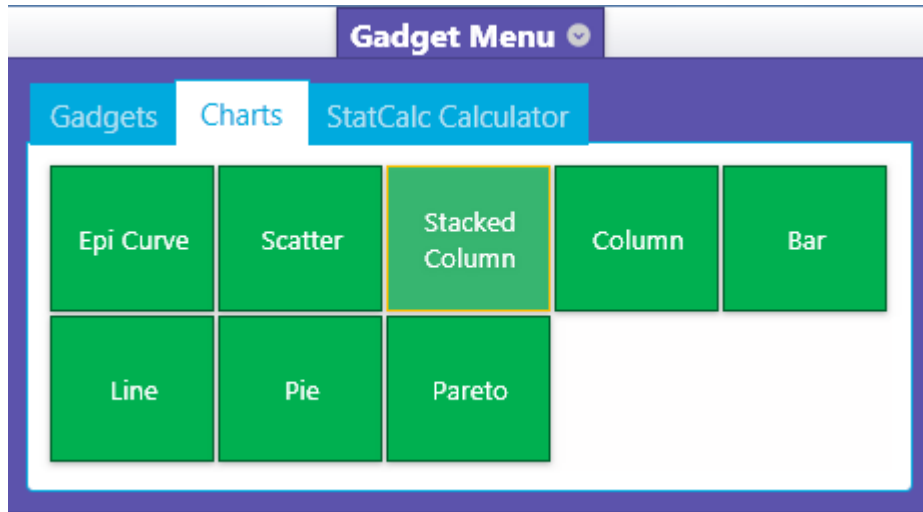 Gadget Menu
Gadgets Charts StatCalc Calculator
Epi Curve
Scatter
Stacked
Column
Column
Bar
Line
Pie
Pareto